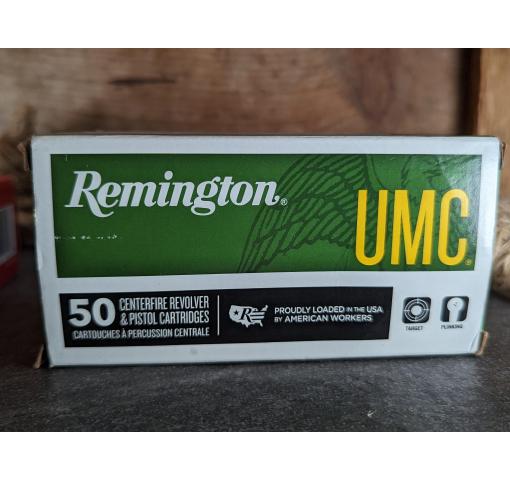 Remington®
UMC®
50 CENTERFIRE REVOLVER
& PISTOL CARTRIDGES
CARTOUCHES À PERCUSSION CENTRALE
R
PROUDLY LOADED IN THE USA
BY AMERICAN WORKERS
TARGET
PLINKING